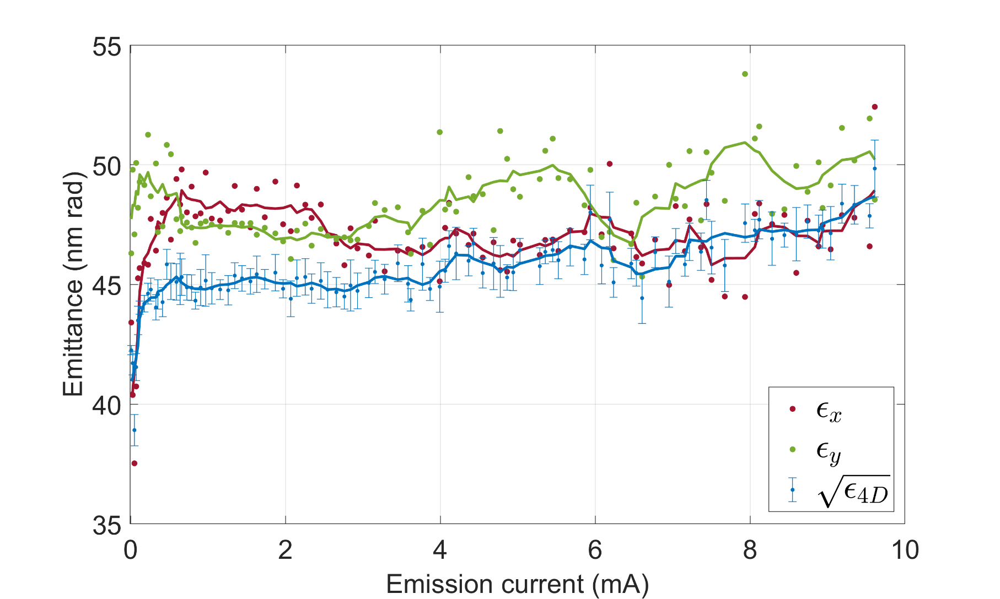 55
50
45
40
35
Emittance (nm rad)
0 2 4 6 8 10
Emission current (mA)
ϵx
ϵy
√ϵ4D